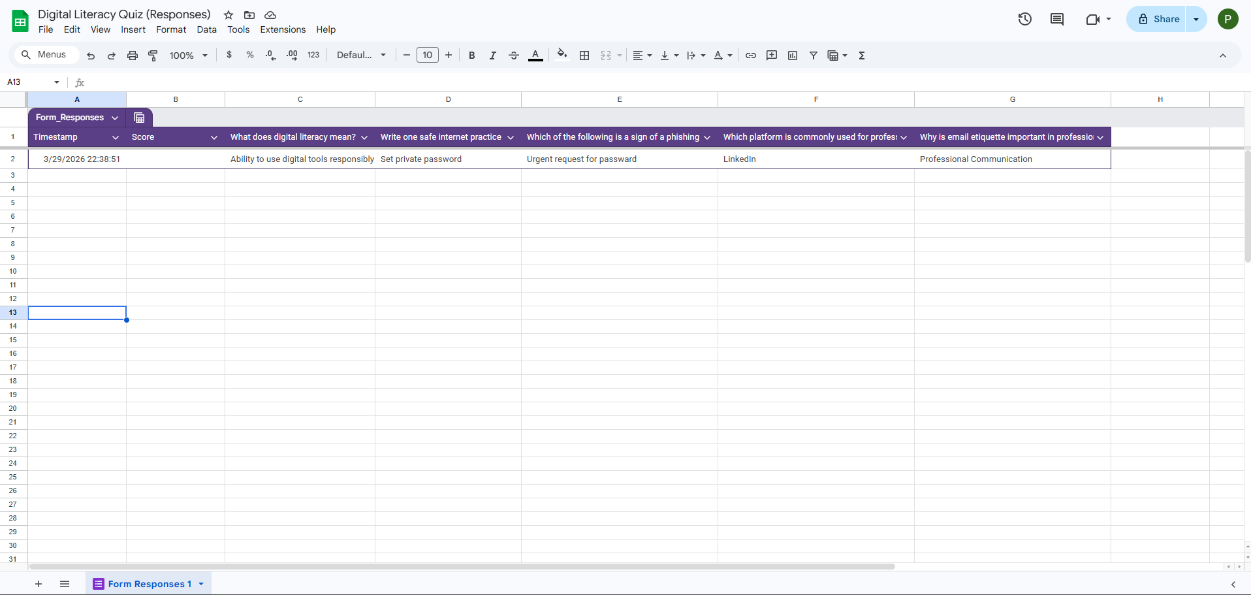 Digital Literacy Quiz (Responses)
File Edit View Insert Format Data Tools Extensions Help
Share
P
Menus 100% $ % .0 .00 123 Defaul... 10 B I S A
A13 fx
A B C D E F G H
Form_Responses
1 Timestamp Score What does digital literacy mean? Write one safe internet practice Which of the following is a sign of a phishing Which platform is commonly used for profes Why is email etiquette important in professio
2 3/29/2026 22:38:51 Ability to use digital tools responsibly Set private password Urgent request for passward LinkedIn Professional Communication
3
4
5
6
7
8
9
10
11
12
13
14
15
16
17
18
19
20
21
22
23
24
25
26
27
28
29
30
31
Form Responses 1